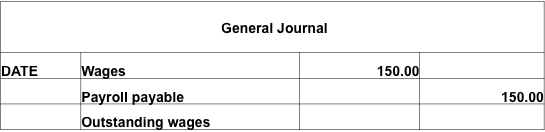 General Journal
DATE Wages 150.00
Payroll payable 150.00
Outstanding wages